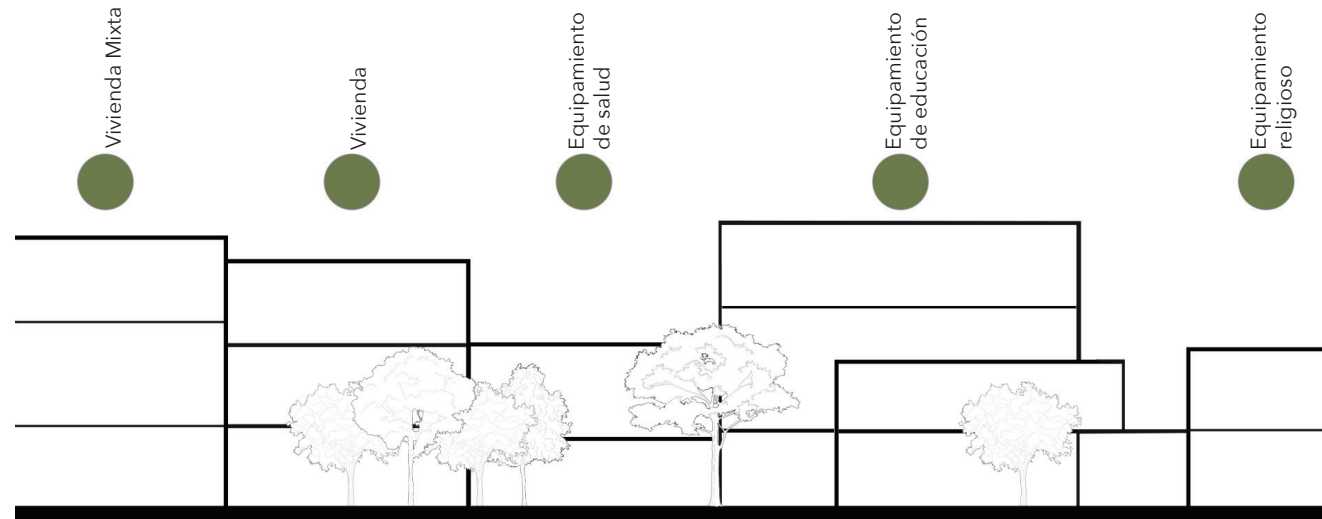 Vivienda Mixta
Vivienda
Equipamiento
de salud
Equipamiento
de educación
Equipamiento
religioso